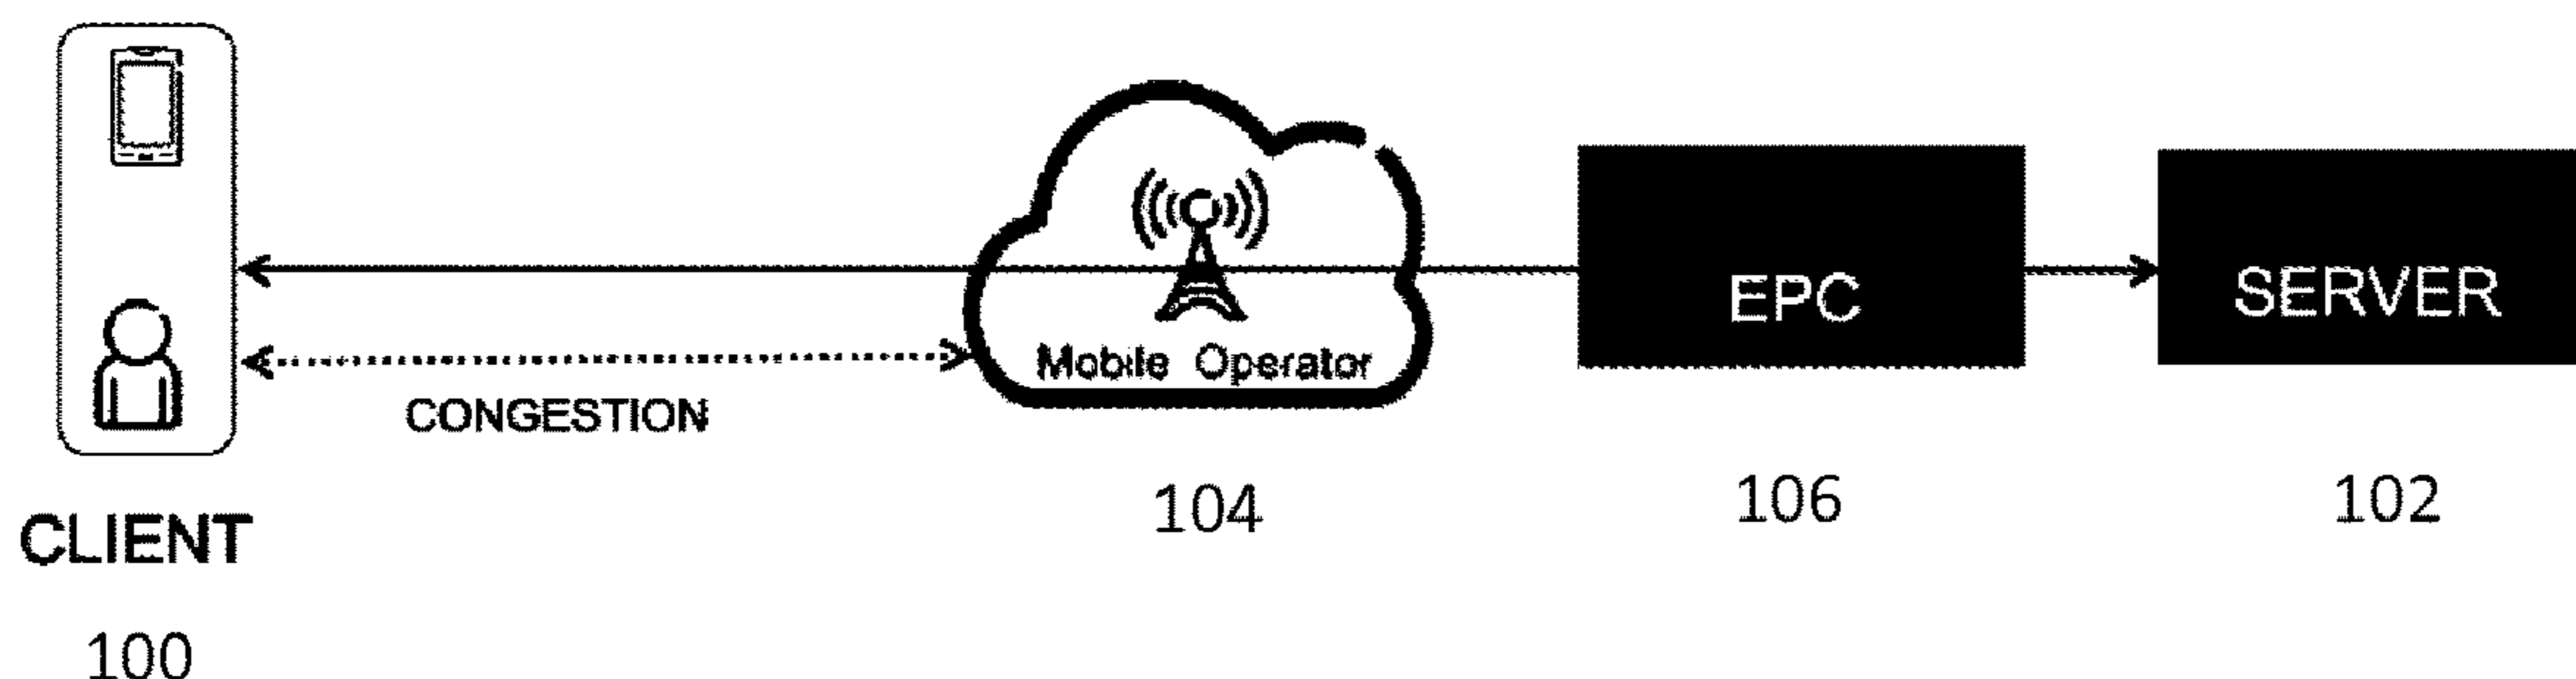 EPC
SERVER
Mobile Operator
CONGESTION
104
106
102
CLIENT
100